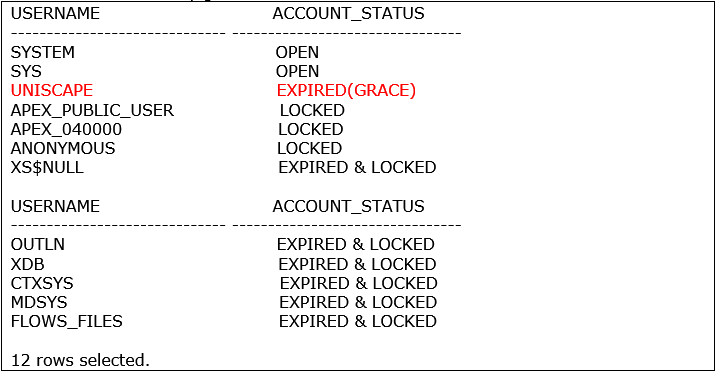 USERNAME ACCOUNT_STATUS
------------------------------ --------------------------------
SYSTEM OPEN
SYS OPEN
UNISCAPE EXPIRED(GRACE)
APEX_PUBLIC_USER LOCKED
APEX_040000 LOCKED
ANONYMOUS LOCKED
XS$NULL EXPIRED & LOCKED
USERNAME ACCOUNT_STATUS
------------------------------ --------------------------------
OUTLN EXPIRED & LOCKED
XDB EXPIRED & LOCKED
CTXSYS EXPIRED & LOCKED
MDSYS EXPIRED & LOCKED
FLOWS_FILES EXPIRED & LOCKED
12 rows selected.